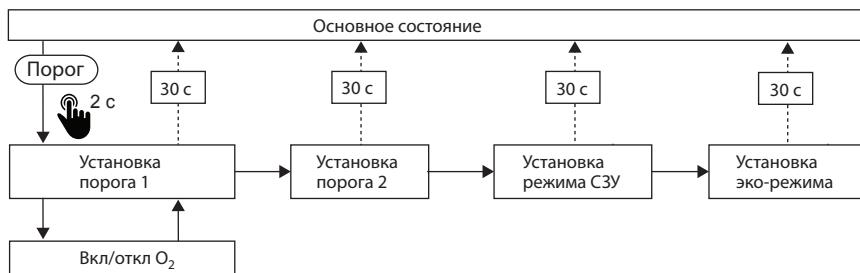 Основное состояние
Порог
2 с
30 с
30 с
30 с
30 с
Установка
порога 1
Установка
порога 2
Установка
режима СЗУ
Установка
эко-режима
Вкл/откл O₂